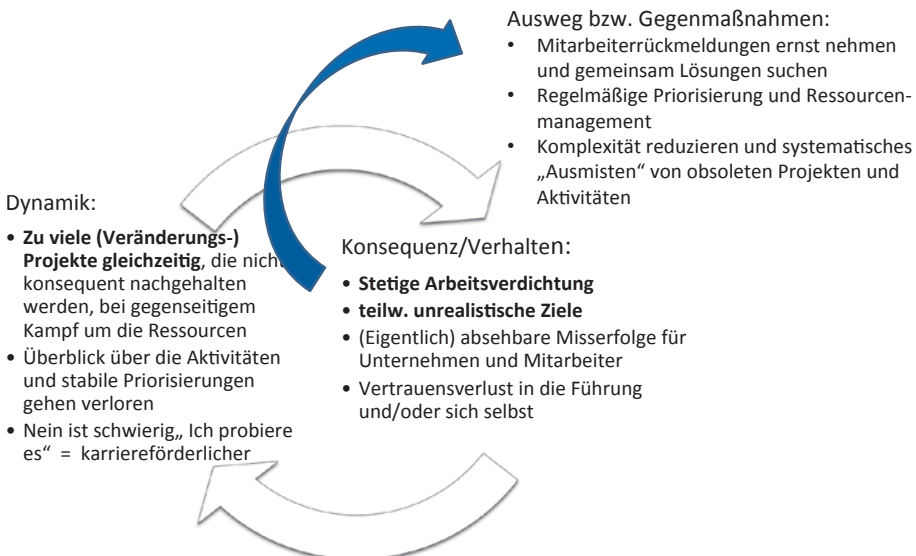 Ausweg bzw. Gegenmaßnahmen:
• Mitarbeiterrückmeldungen ernst nehmen
und gemeinsam Lösungen suchen
• Regelmäßige Priorisierung und Ressourcen-
management
• Komplexität reduzieren und systematisches
„Ausmisten“ von obsoleten Projekten und
Aktivitäten
Dynamik:
• Zu viele (Veränderungs-)
Projekte gleichzeitig, die nicht
konsequent nachgehalten
werden, bei gegenseitigem
Kampf um die Ressourcen
• Überblick über die Aktivitäten
und stabile Priorisierungen
gehen verloren
• Nein ist schwierig„ Ich probiere
es“ = karriereförderlicher
Konsequenz/Verhalten:
• Stetige Arbeitsverdichtung
• teilw. unrealistische Ziele
• (Eigentlich) absehbare Misserfolge für
Unternehmen und Mitarbeiter
• Vertrauensverlust in die Führung
und/oder sich selbst